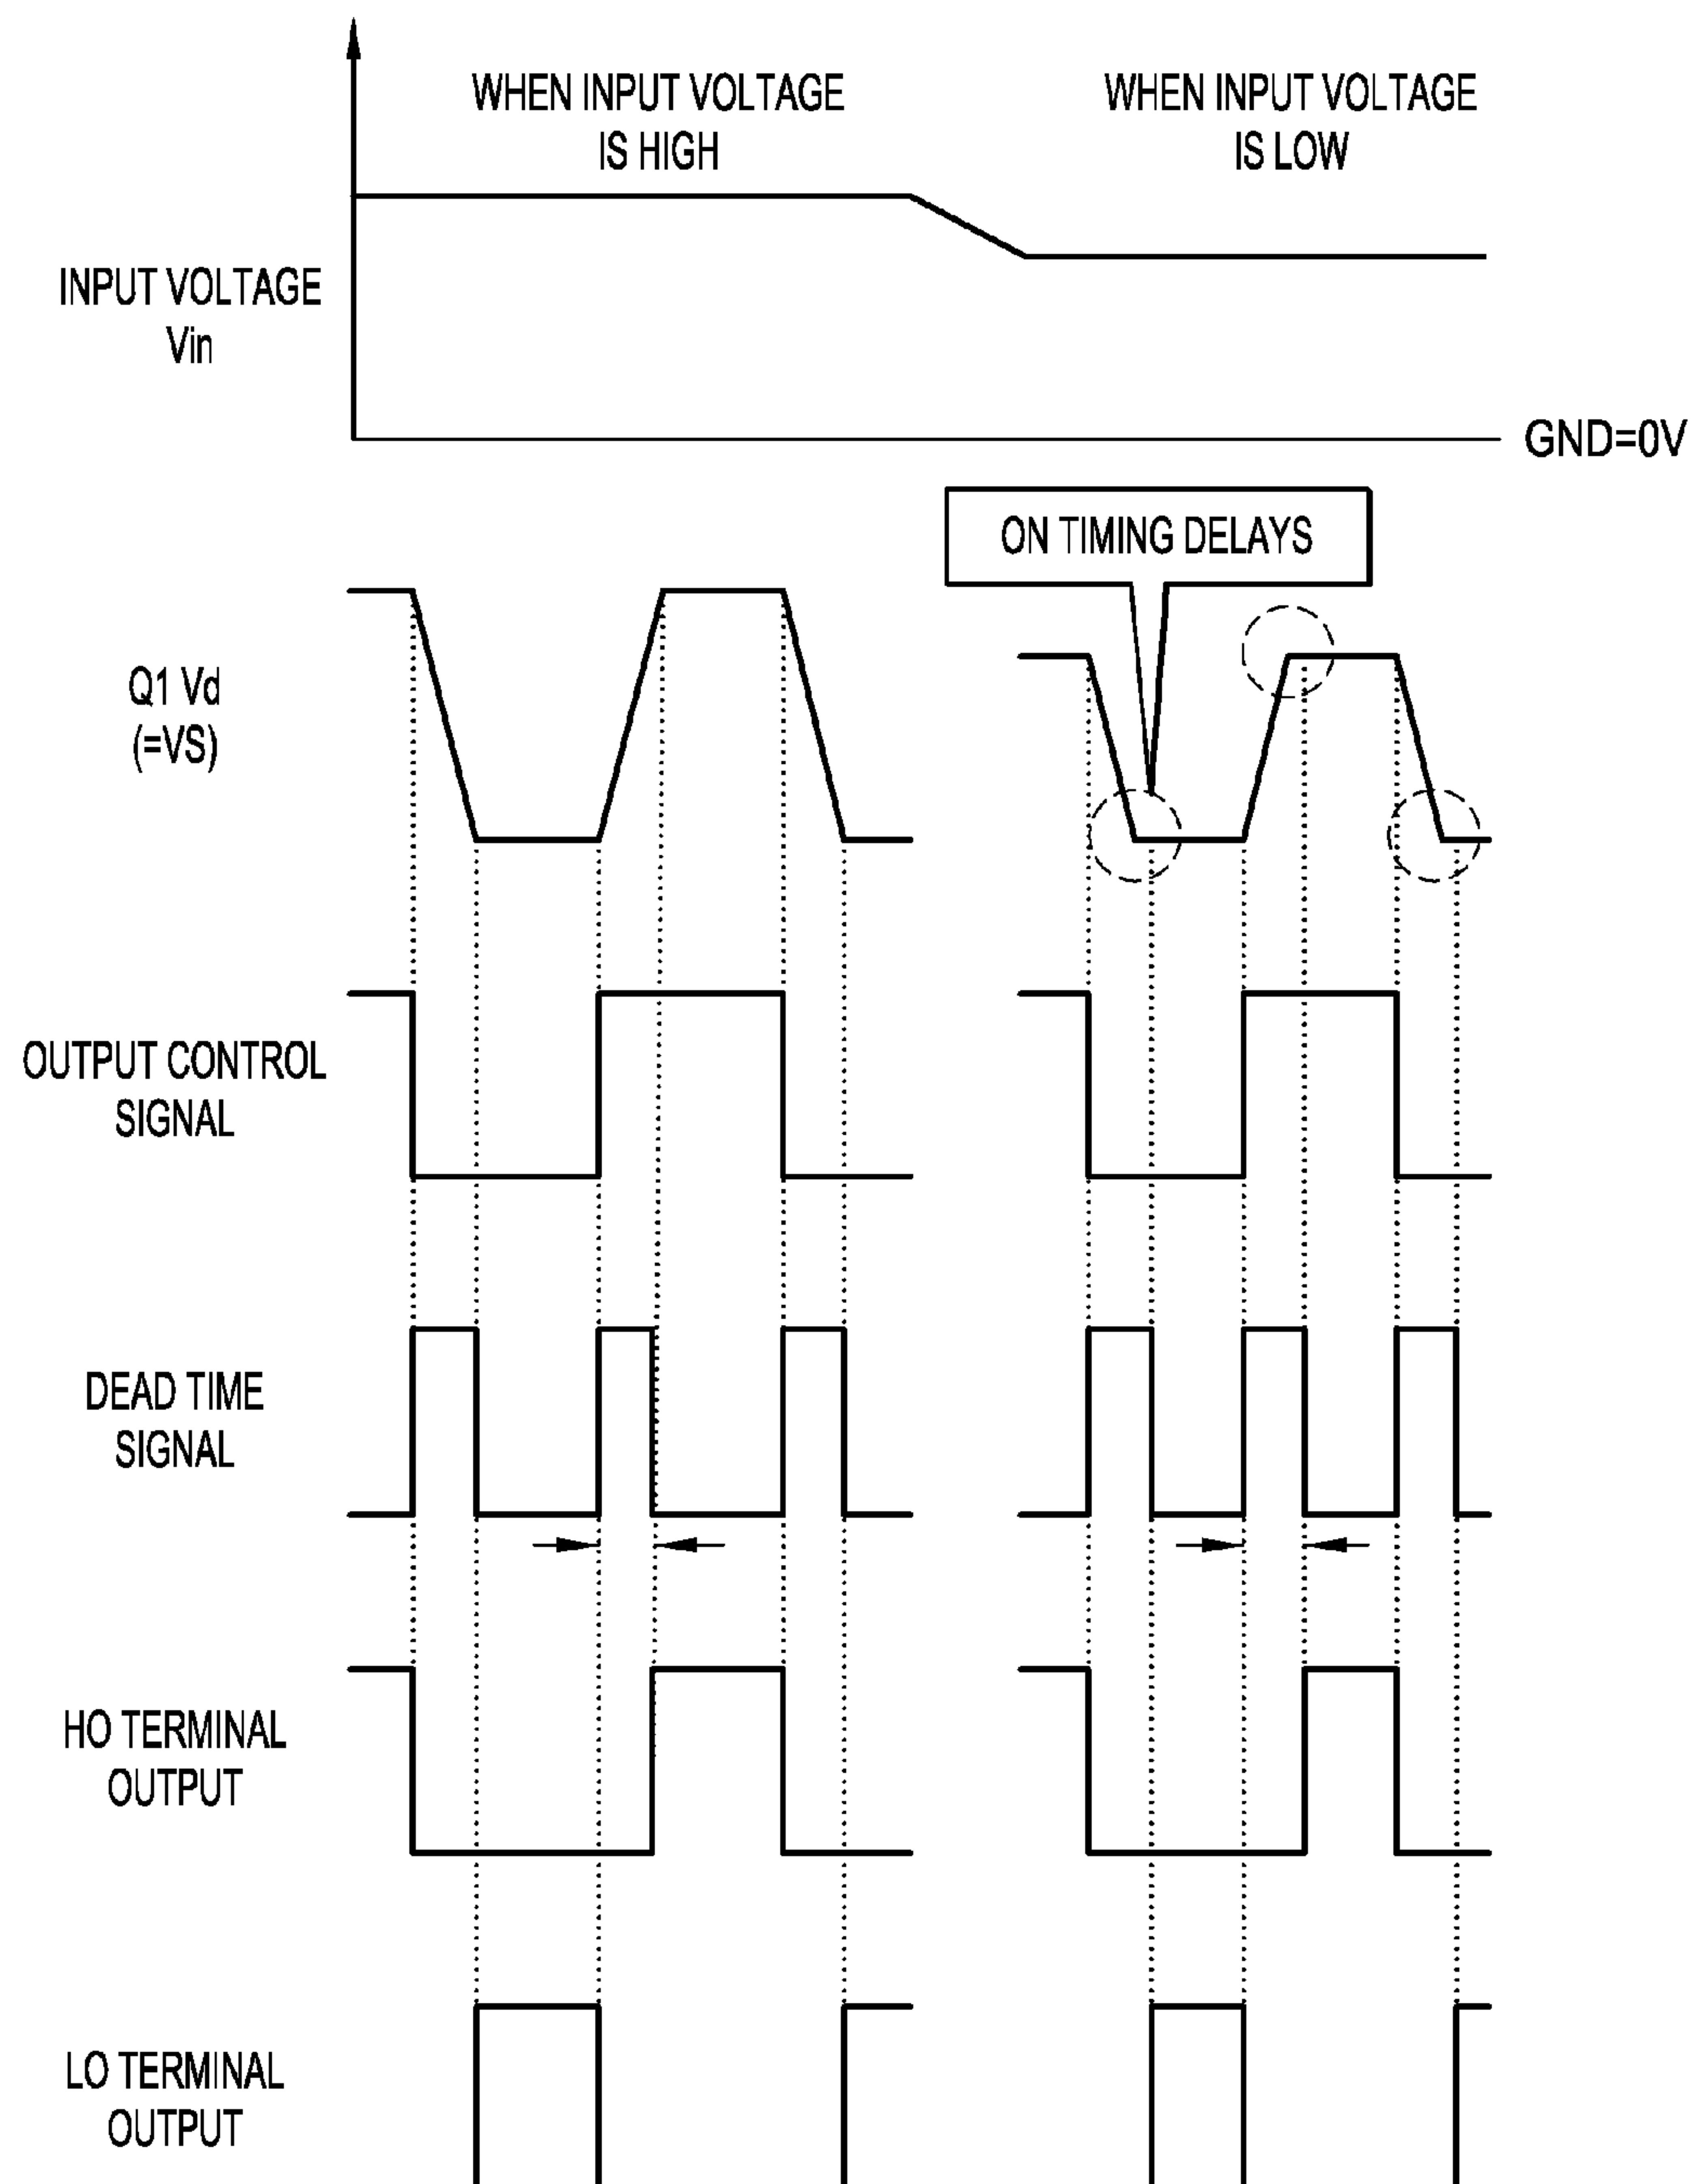 WHEN INPUT VOLTAGE
IS HIGH
WHEN INPUT VOLTAGE
IS LOW
INPUT VOLTAGE
Vin
GND=0V
ON TIMING DELAYS
Q1 Vd
(=VS)
OUTPUT CONTROL
SIGNAL
DEAD TIME
SIGNAL
HO TERMINAL
OUTPUT
LO TERMINAL
OUTPUT